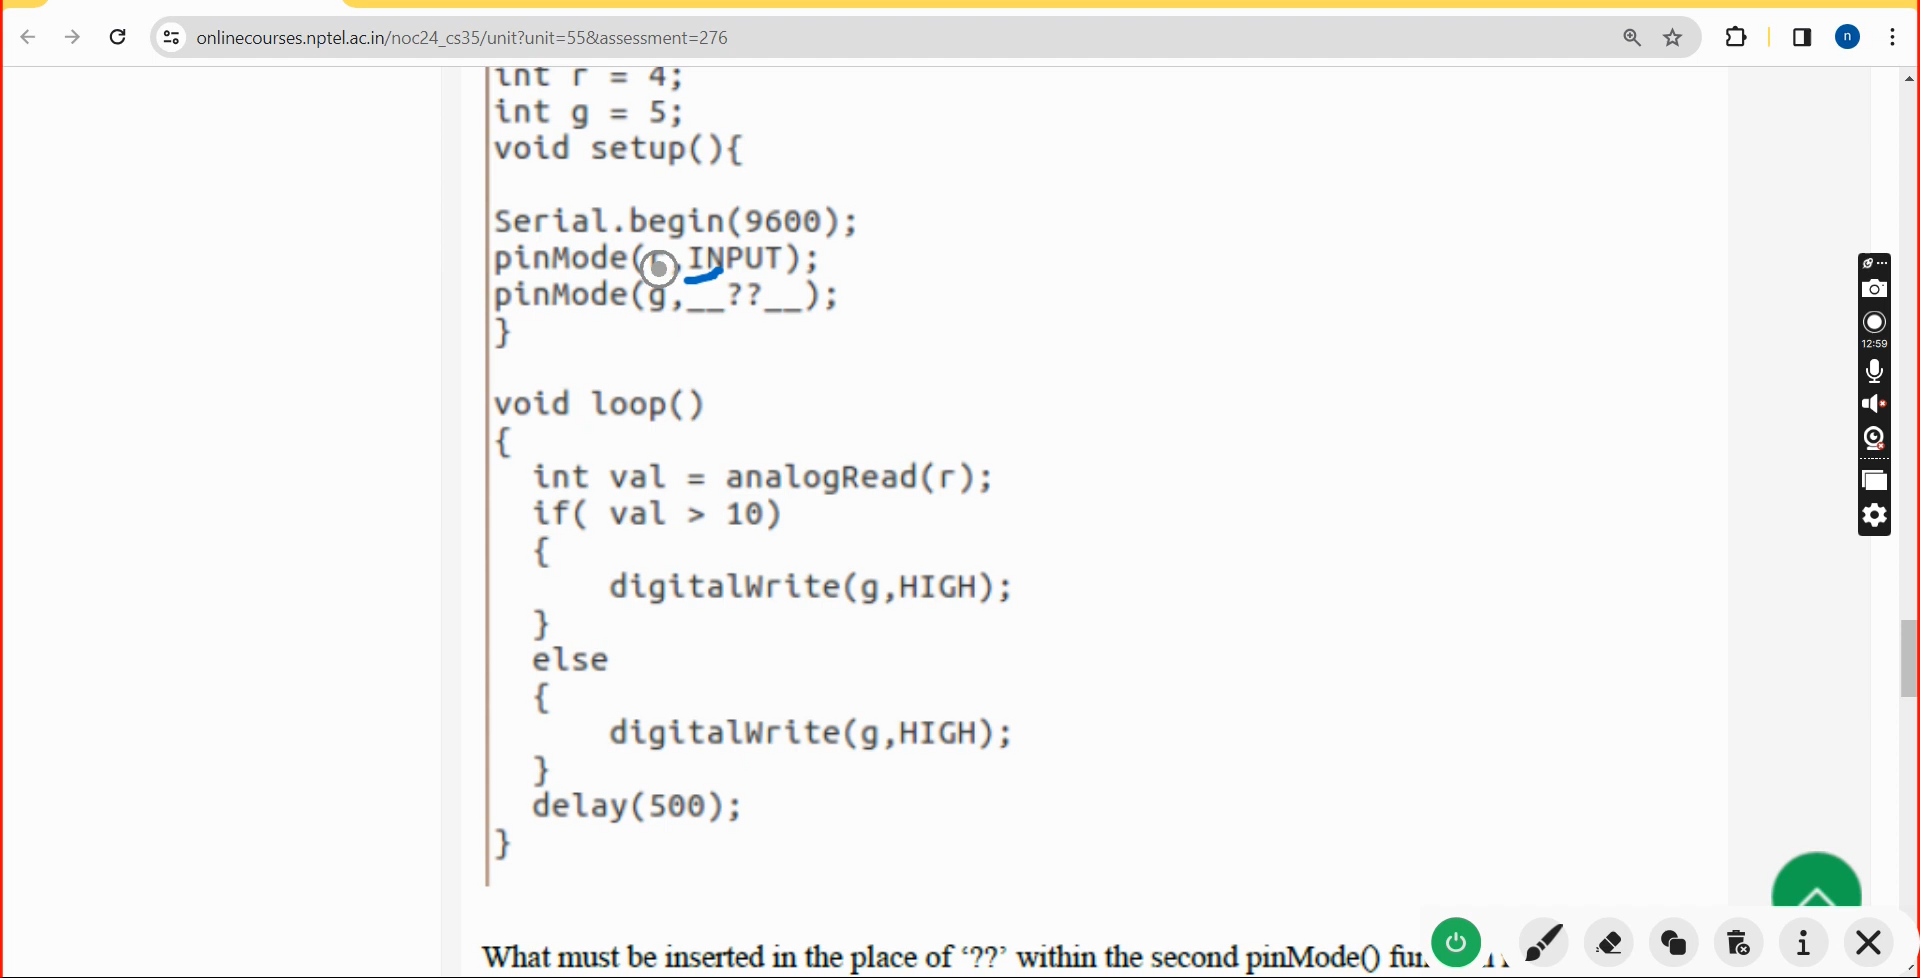 onlinecourses.nptel.ac.in/noc24_cs35/unit?unit=55&assessment=276
n
int r = 4;
int g = 5;
void setup(){
Serial.begin(9600);
pinMode(r,INPUT);
pinMode(g,__??__);
}
void loop()
{
int val = analogRead(r);
if( val > 10)
{
digitalWrite(g,HIGH);
}
else
{
digitalWrite(g,HIGH);
}
delay(500);
}
12:59
What must be inserted in the place of ‘??’ within the second pinMode()